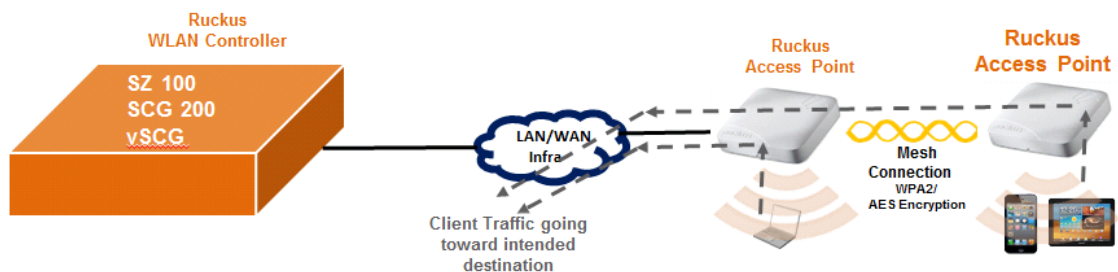 Ruckus
WLAN Controller
SZ 100
SCG 200
vSCG
LAN/WAN
Infra
Client Traffic going
toward intended
destination
Ruckus
Access Point
Mesh
Connection
WPA2/
AES Encryption
Ruckus
Access Point